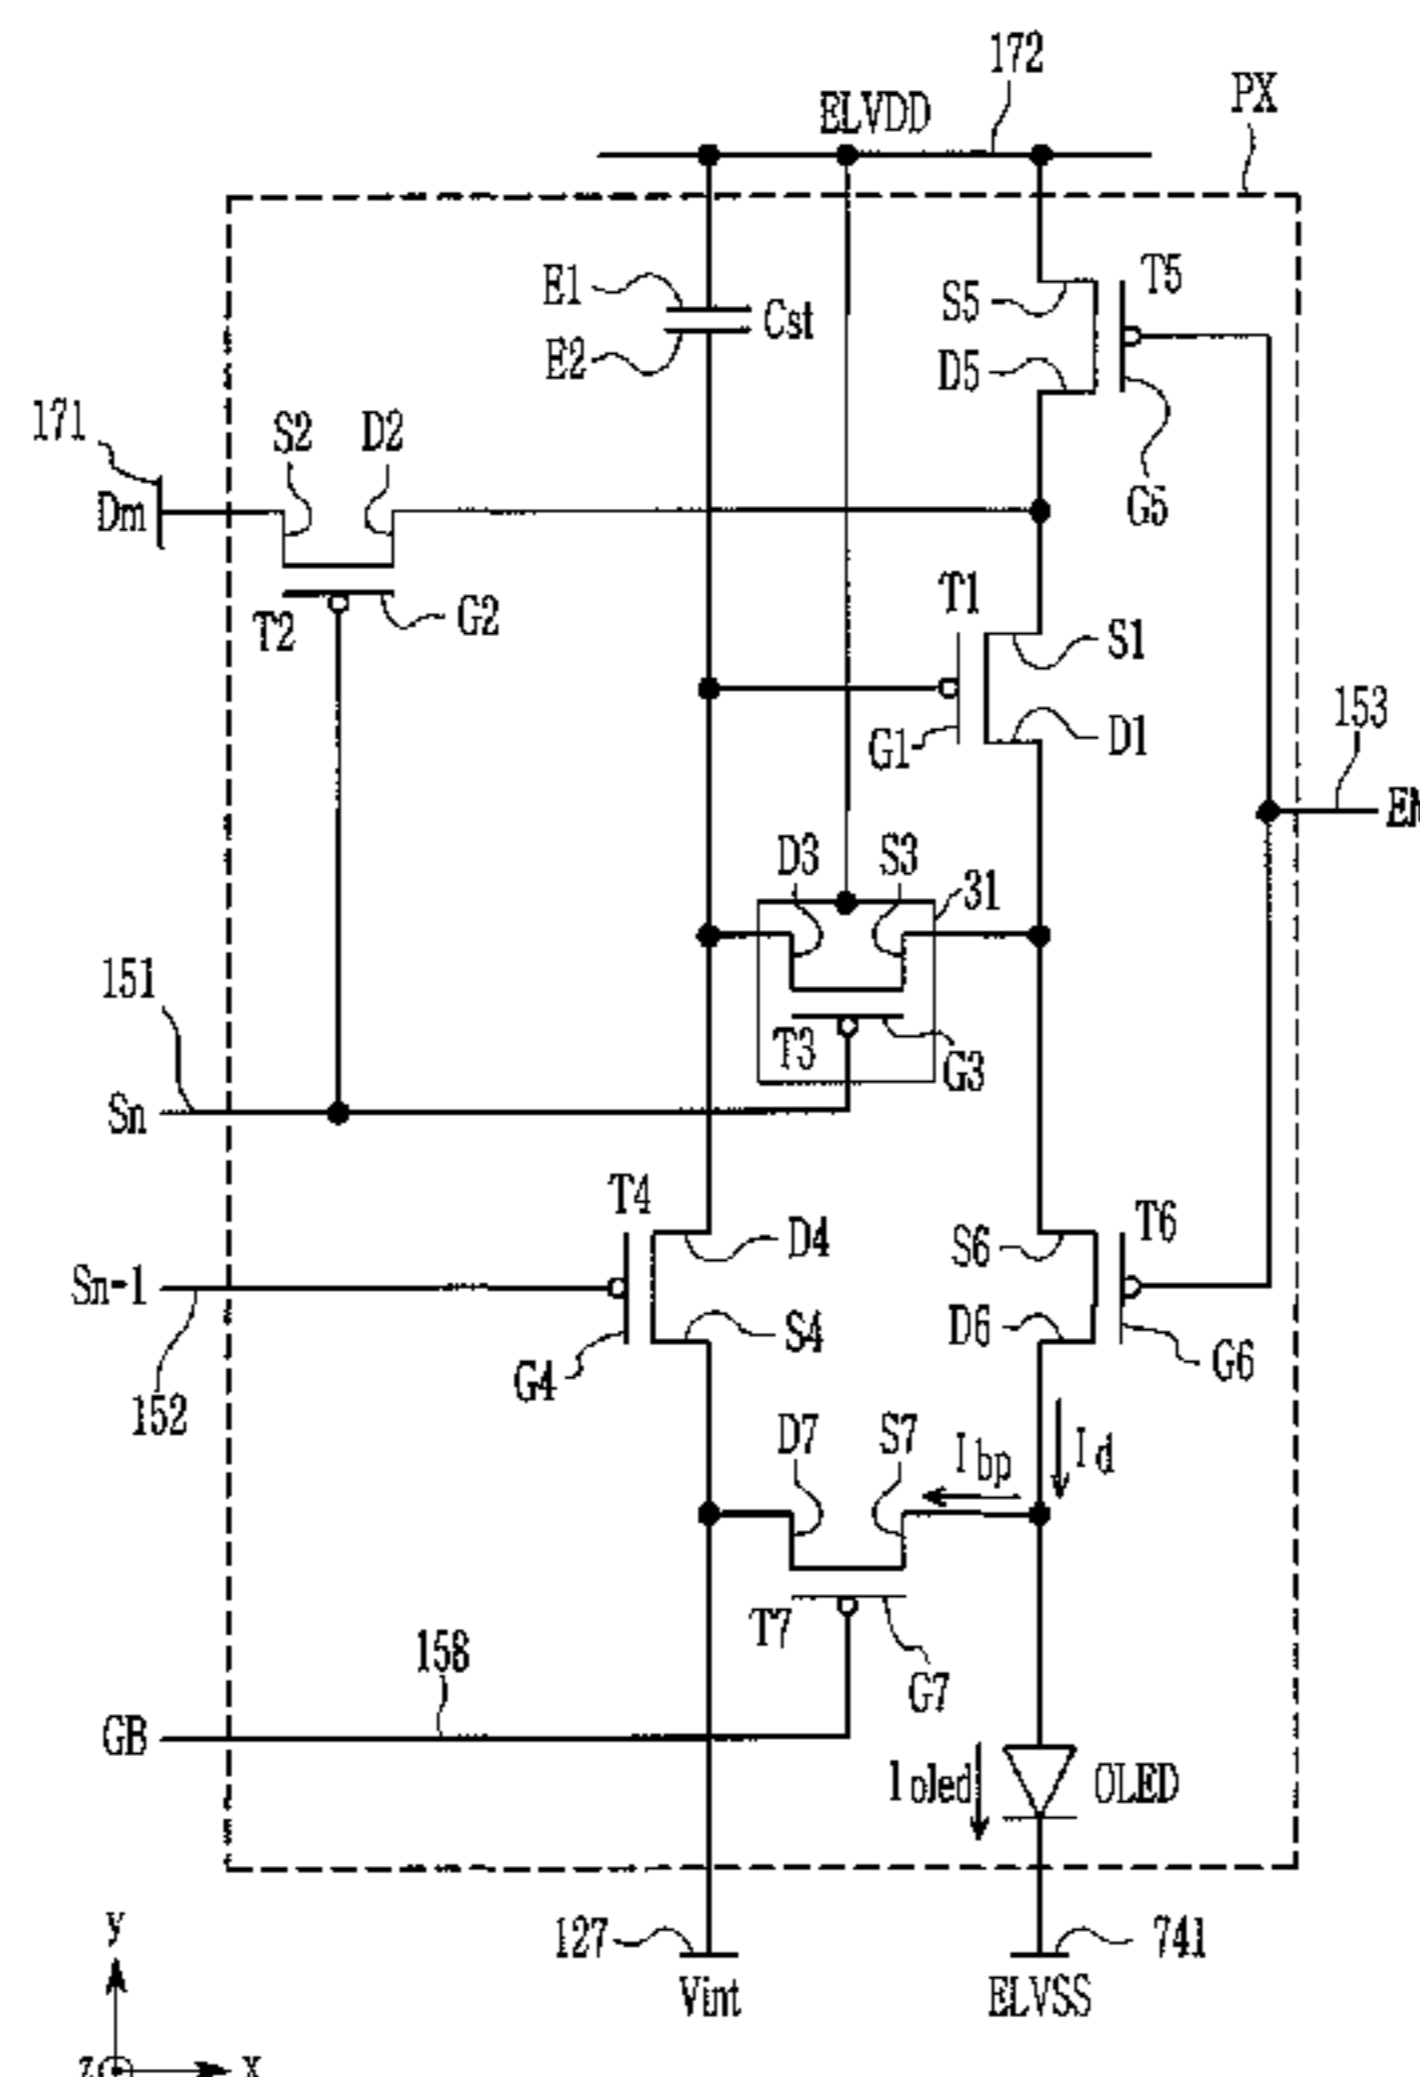 172
ELVDD
PX
E1
Cst
E2
S5
T5
D5
G5
171
S2
D2
Dm
T2
G2
T1
S1
G1
D1
153
D3
S3
31
T3
G3
151
Sn
T4
D4
S6
T6
Sn-1
S4
D6
G6
G4
152
D7
S7
Ibp
Id
T7
G7
158
GB
Ioled
OLED
127
741
Vint
ELVSS
y
z
x